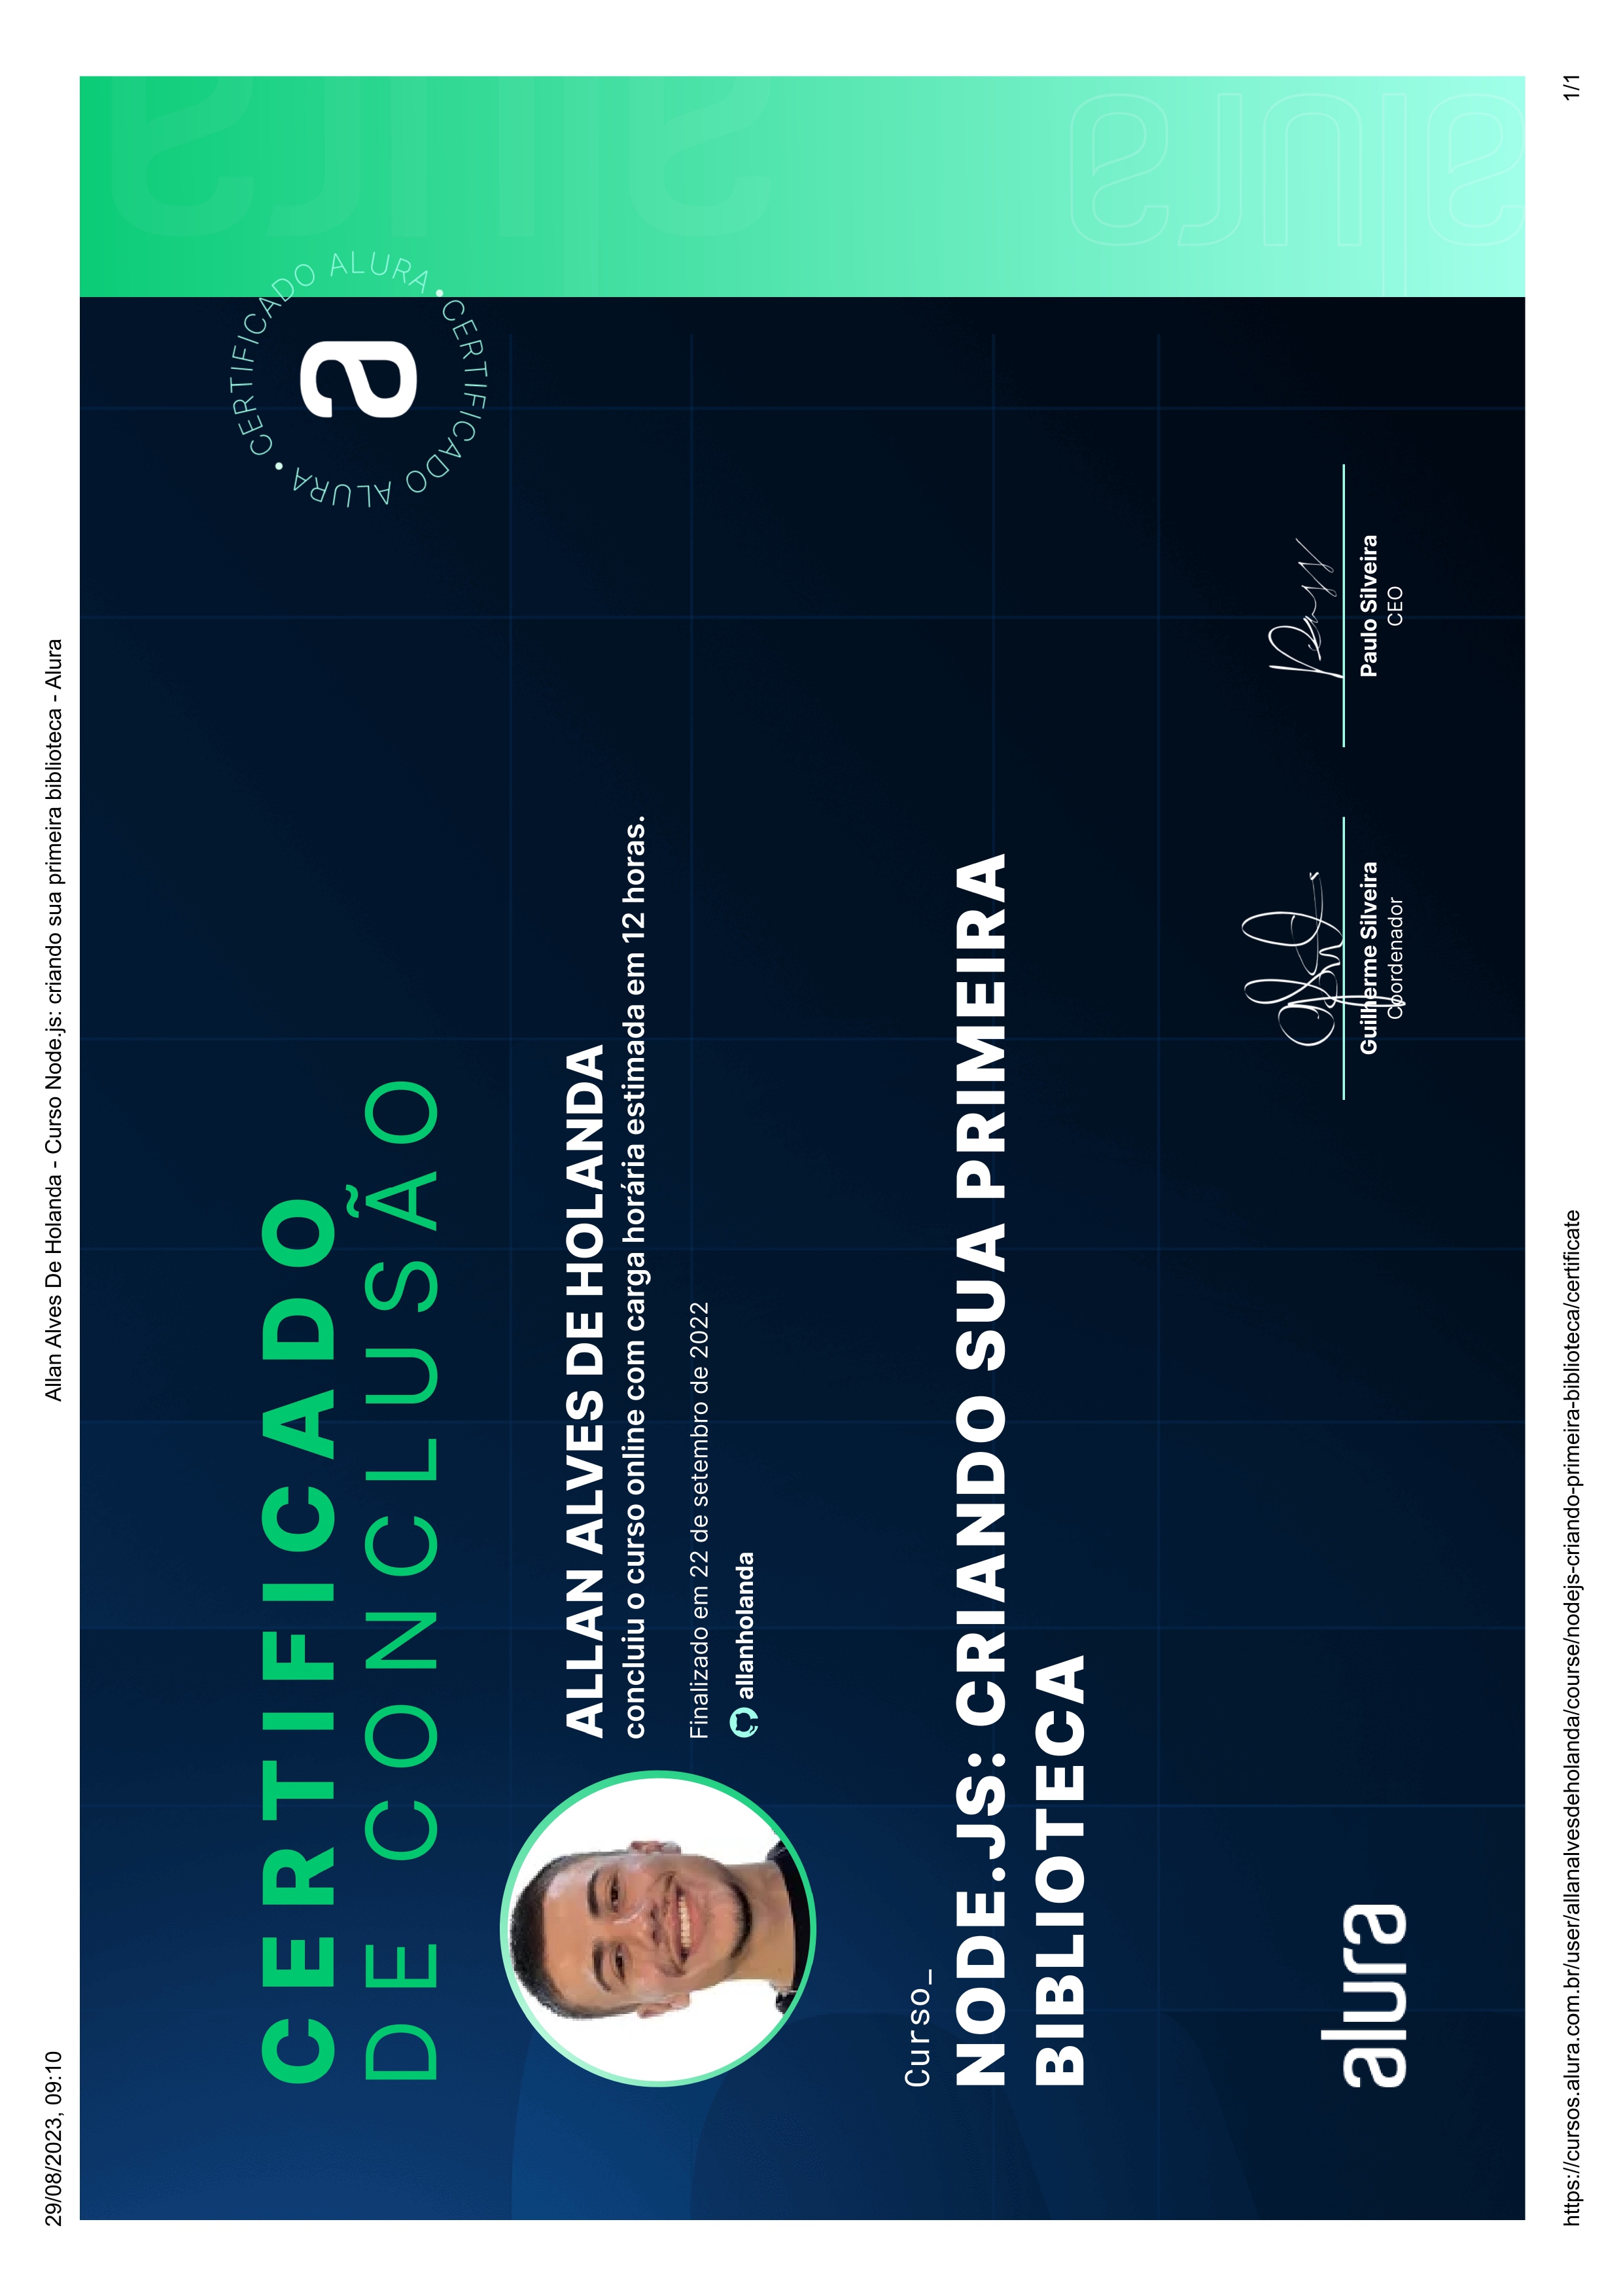 29/08/2023, 09:10
Allan Alves De Holanda - Curso Node.js: criando sua primeira biblioteca - Alura
CERTIFICADO
DE CONCLUSÃO
CERTIFICADO ALURA • CERTIFICADO ALURA •
a
ALLAN ALVES DE HOLANDA
concluiu o curso online com carga horária estimada em 12 horas.
Finalizado em 22 de setembro de 2022
allanholanda
Curso_
NODE.JS: CRIANDO SUA PRIMEIRA
BIBLIOTECA
alura
Guilherme Silveira
Coordenador
Paulo Silveira
CEO
alura
alura
https://cursos.alura.com.br/user/allanalvesdeholanda/course/nodejs-criando-primeira-biblioteca/certificate
1/1